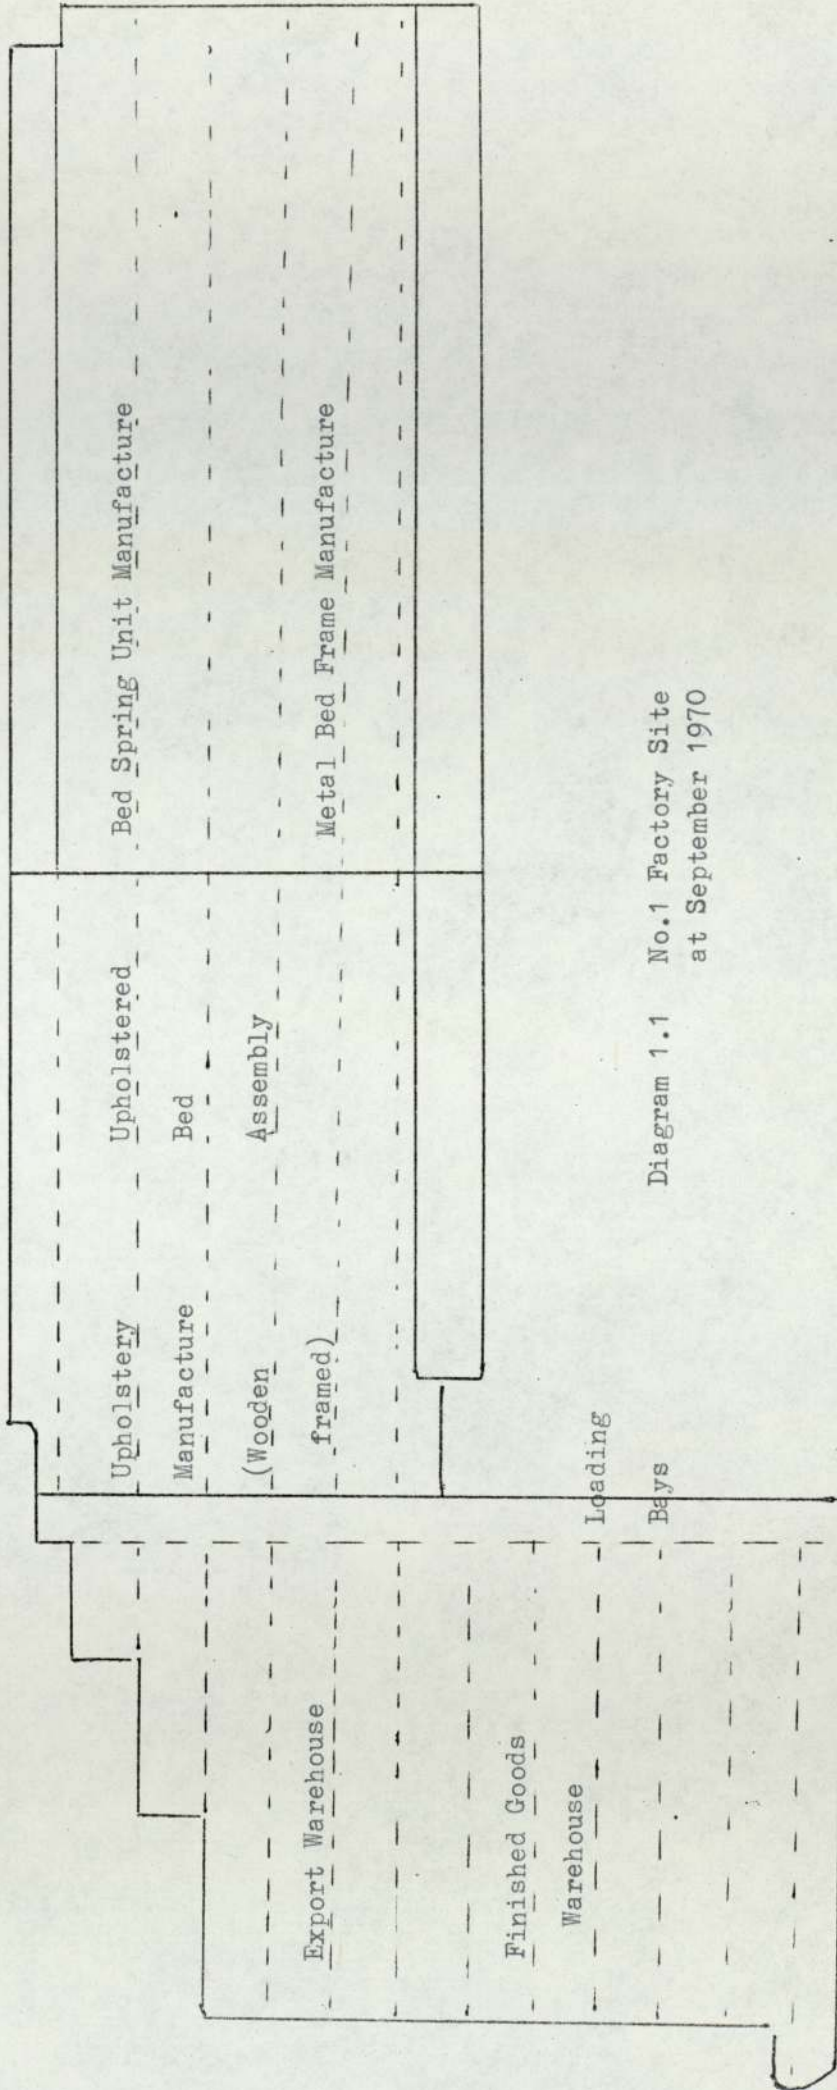 Upholstery
Manufacture
(Wooden
framed)
Upholstered
Bed
Assembly
Bed Spring Unit Manufacture
Metal Bed Frame Manufacture
Export Warehouse
Finished Goods
Warehouse
Loading
Bays
Diagram 1.1 No.1 Factory Site
at September 1970